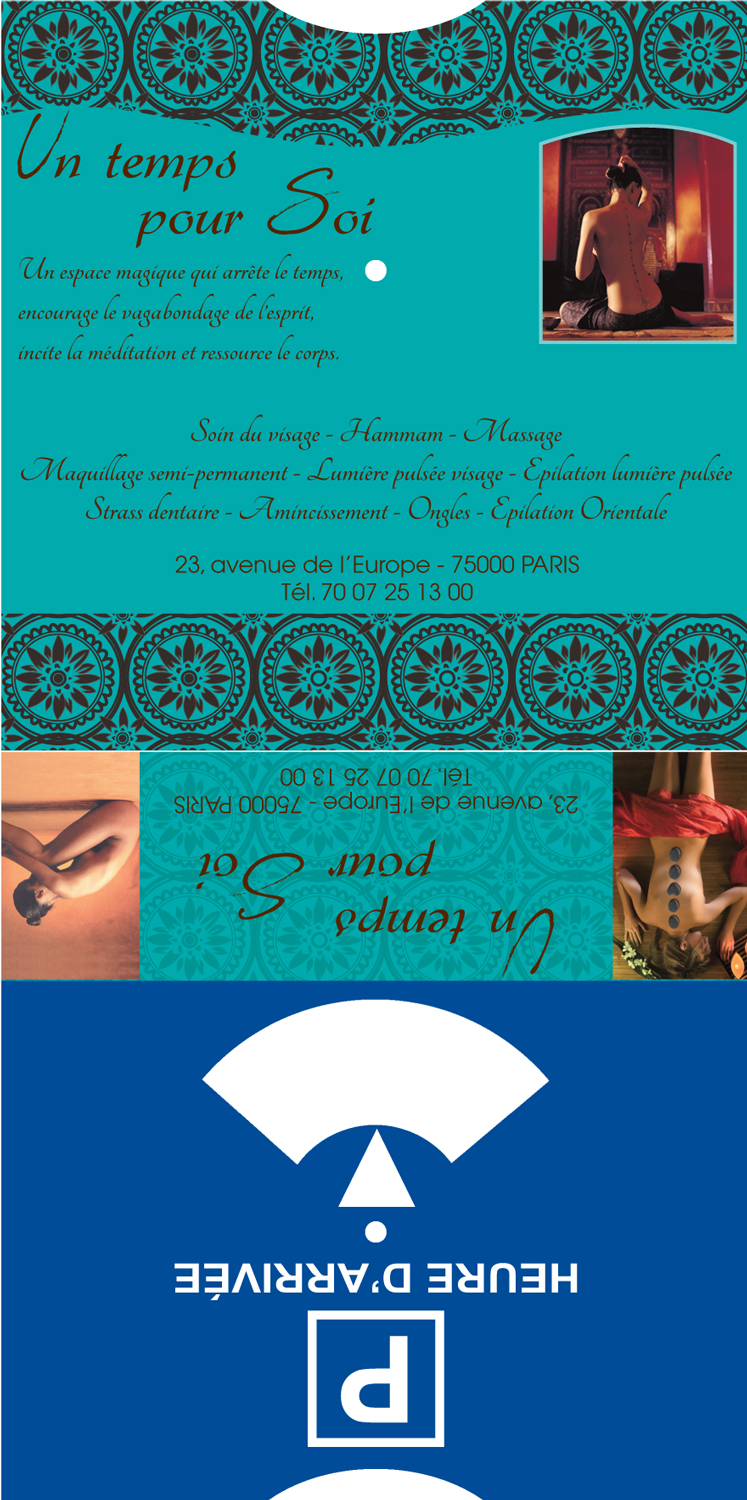 Un temps
pour Soi
Un espace magique qui arrête le temps,
encourage le vagabondage de l'esprit,
incite la méditation et ressource le corps.
Soin du visage - Hammam - Massage
Maquillage semi-permanent - Lumière pulsée visage - Epilation lumière pulsée
Strass dentaire - Amincissement - Ongles - Epilation Orientale
23, avenue de l'Europe - 75000 PARIS
Tél. 70 07 25 13 00
Un temps
pour Soi
23, avenue de l'Europe - 75000 PARIS
Tél. 70 07 25 13 00
P
HEURE D'ARRIVÉE